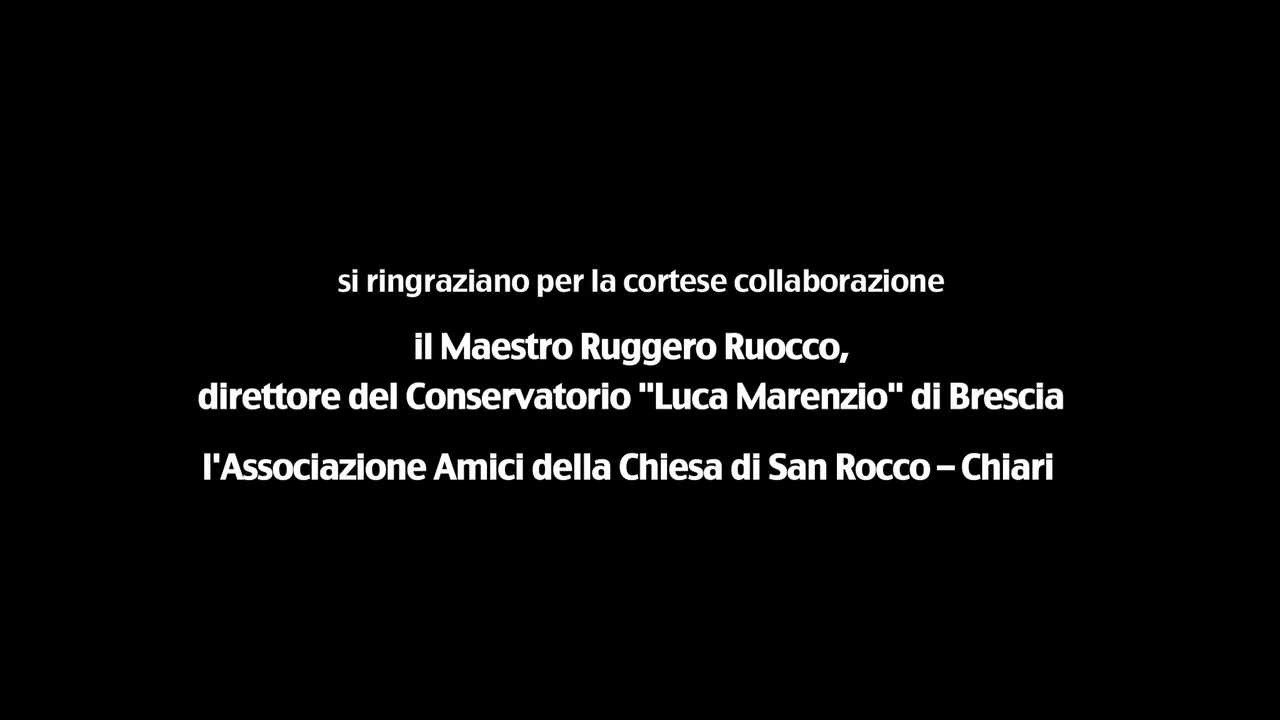 si ringraziano per la cortese collaborazione
il Maestro Ruggero Ruocco,
direttore del Conservatorio "Luca Marenzio" di Brescia
l'Associazione Amici della Chiesa di San Rocco – Chiari